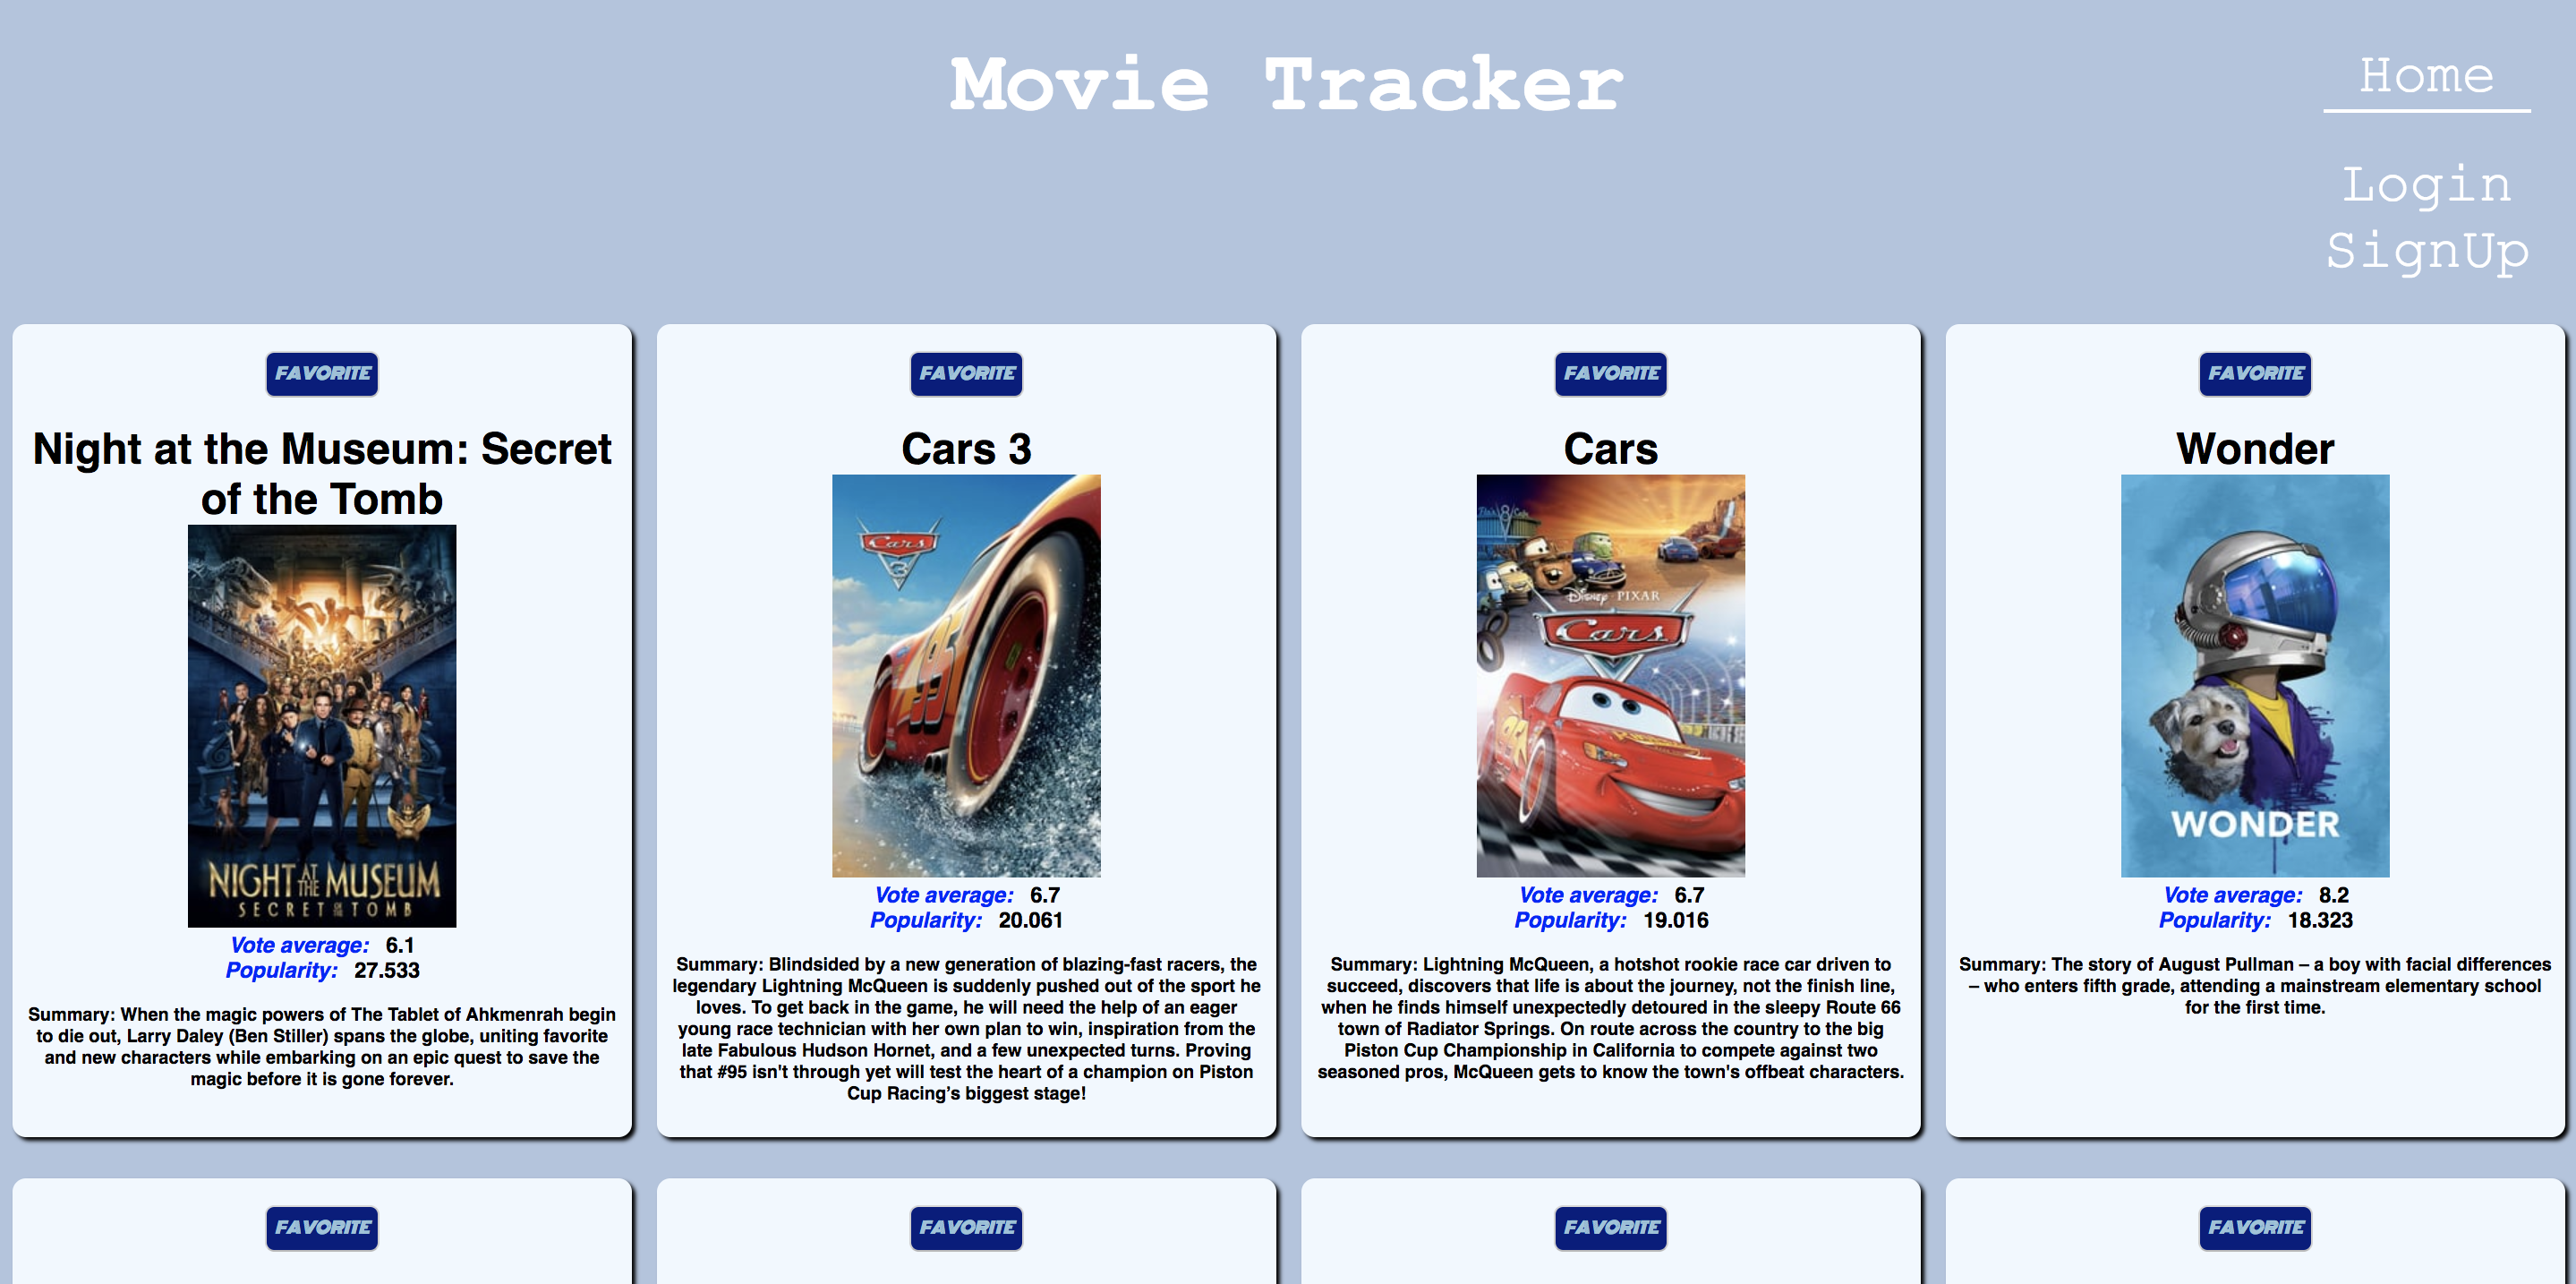 Movie Tracker
Home
Login
SignUp
FAVORITE
Night at the Museum: Secret
of the Tomb
NIGHT AT THE MUSEUM
SECRET OF THE TOMB
Vote average: 6.1
Popularity: 27.533
Summary: When the magic powers of The Tablet of Ahkmenrah begin
to die out, Larry Daley (Ben Stiller) spans the globe, uniting favorite
and new characters while embarking on an epic quest to save the
magic before it is gone forever.
FAVORITE
Cars 3
Cars
3
95
Vote average: 6.7
Popularity: 20.061
Summary: Blindsided by a new generation of blazing-fast racers, the
legendary Lightning McQueen is suddenly pushed out of the sport he
loves. To get back in the game, he will need the help of an eager
young race technician with her own plan to win, inspiration from the
late Fabulous Hudson Hornet, and a few unexpected turns. Proving
that #95 isn't through yet will test the heart of a champion on Piston
Cup Racing’s biggest stage!
FAVORITE
Cars
Disney · PIXAR
Cars
95
Vote average: 6.7
Popularity: 19.016
Summary: Lightning McQueen, a hotshot rookie race car driven to
succeed, discovers that life is about the journey, not the finish line,
when he finds himself unexpectedly detoured in the sleepy Route 66
town of Radiator Springs. On route across the country to the big
Piston Cup Championship in California to compete against two
seasoned pros, McQueen gets to know the town's offbeat characters.
FAVORITE
Wonder
WONDER
Vote average: 8.2
Popularity: 18.323
Summary: The story of August Pullman – a boy with facial differences
– who enters fifth grade, attending a mainstream elementary school
for the first time.
FAVORITE
FAVORITE
FAVORITE
FAVORITE